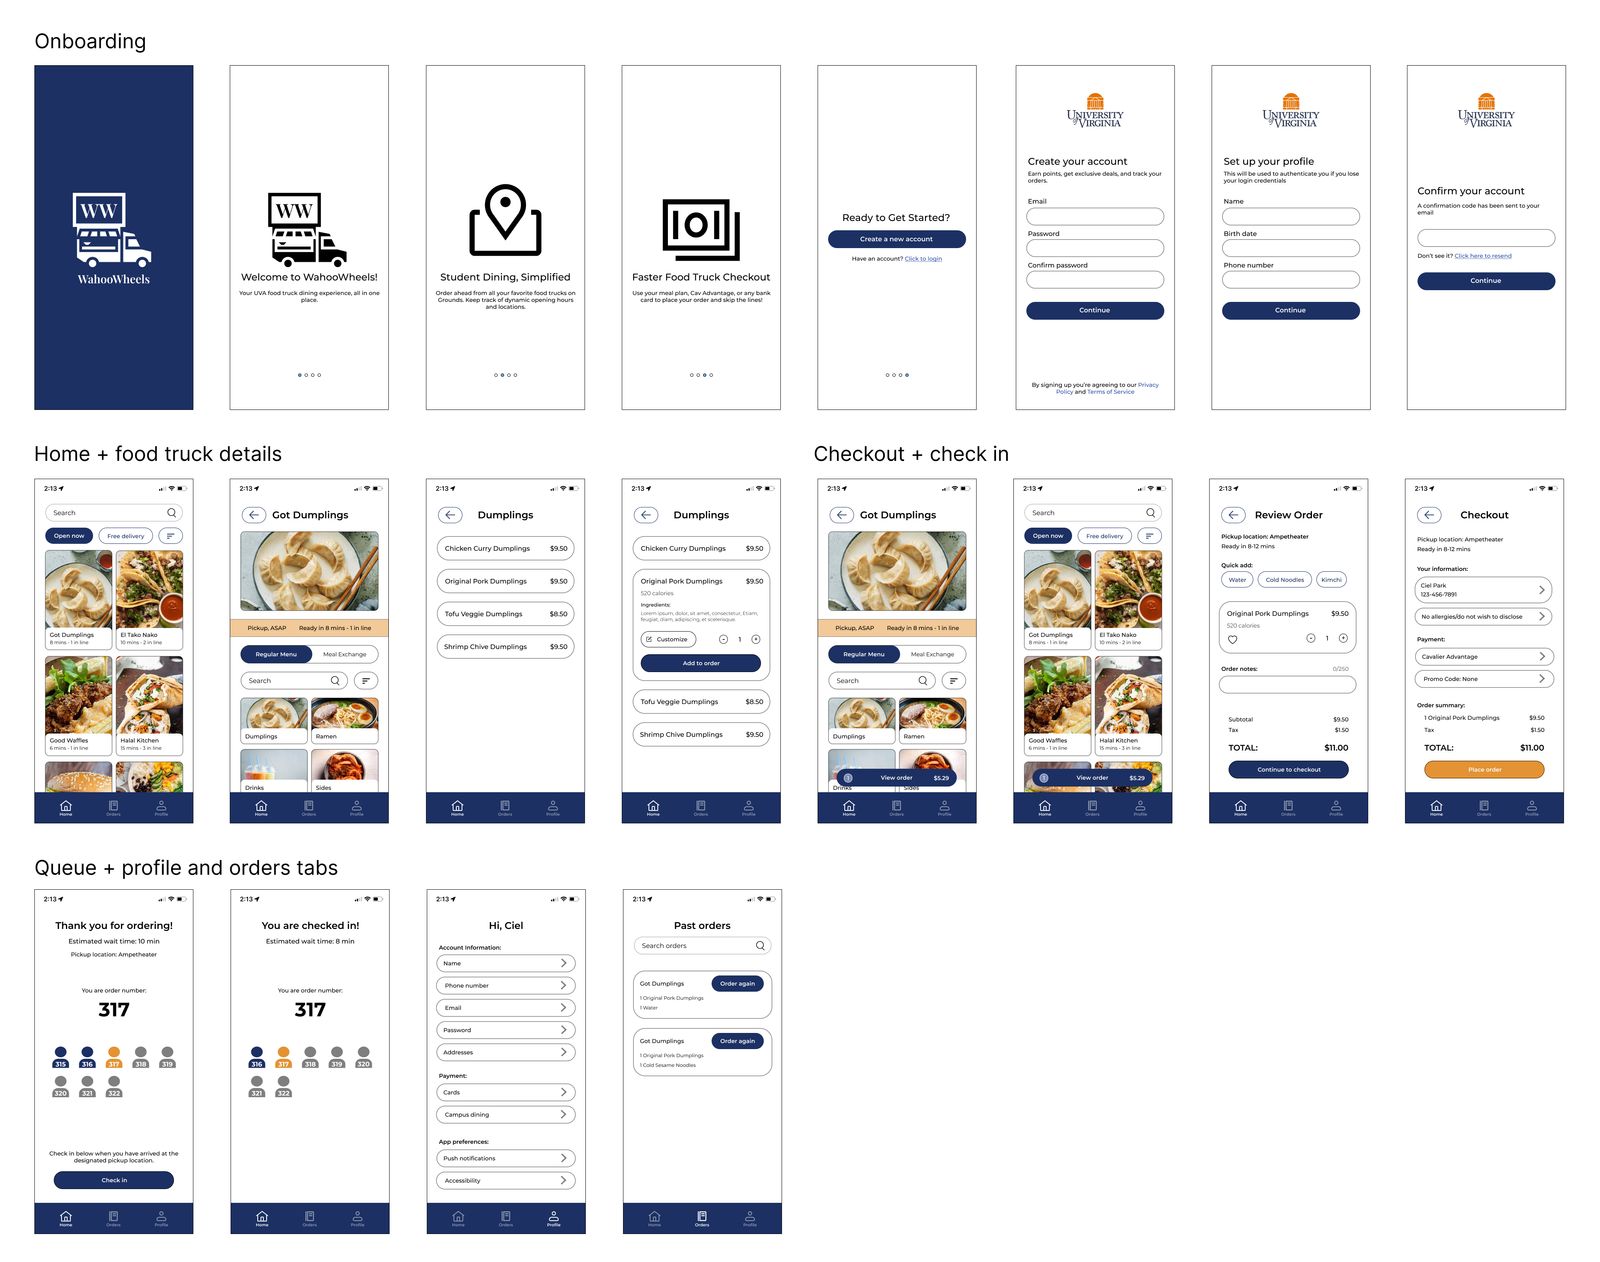 Onboarding
WW
WahooWheels
WW
Welcome to WahooWheels!
Your UVA food truck dining experience, all in one
place.
Student Dining, Simplified
Order ahead from all your favorite food trucks on
Grounds. Keep track of dynamic opening hours
and locations.
Faster Food Truck Checkout
Use your meal plan, Cav Advantage, or any bank
card to place your order and skip the lines!
Ready to Get Started?
Create a new account
Have an account? Click to login
UNIVERSITY
of VIRGINIA
Create your account
Earn points, get exclusive deals, and track your
orders.
Email
Password
Confirm password
Continue
By signing up you're agreeing to our Privacy
Policy and Terms of Service
UNIVERSITY
of VIRGINIA
Set up your profile
This will be used to authenticate you if you lose
your login credentials
Name
Birth date
Phone number
Continue
UNIVERSITY
of VIRGINIA
Confirm your account
A confirmation code has been sent to your
email
Don't see it? Click here to resend
Continue
Home + food truck details
2:13
Search
Open now
Free delivery
Got Dumplings
8 mins - 1 in line
El Tako Nako
10 mins - 2 in line
Good Waffles
6 mins - 1 in line
Halal Kitchen
15 mins - 3 in line
Home
Orders
Profile
2:13
Got Dumplings
Pickup, ASAP
Ready in 8 mins - 1 in line
Regular Menu
Meal Exchange
Search
Dumplings
Ramen
Drinks
Sides
Home
Orders
Profile
2:13
Dumplings
Chicken Curry Dumplings $9.50
Original Pork Dumplings $9.50
Tofu Veggie Dumplings $8.50
Shrimp Chive Dumplings $9.50
Home
Orders
Profile
2:13
Dumplings
Chicken Curry Dumplings $9.50
Original Pork Dumplings $9.50
520 calories
Ingredients:
Lorem ipsum, dolor, sit amet, consectetur, Etiam,
feugiat, diam, adipiscing, et scelerisque.
Customize
1
Add to order
Tofu Veggie Dumplings $8.50
Shrimp Chive Dumplings $9.50
Home
Orders
Profile
Checkout + check in
2:13
Got Dumplings
Pickup, ASAP
Ready in 8 mins - 1 in line
Regular Menu
Meal Exchange
Search
Dumplings
Ramen
1 View order $5.29
Drinks
Sides
Home
Orders
Profile
2:13
Search
Open now
Free delivery
Got Dumplings
8 mins - 1 in line
El Tako Nako
10 mins - 2 in line
Good Waffles
6 mins - 1 in line
Halal Kitchen
15 mins - 3 in line
1 View order $5.29
Home
Orders
Profile
2:13
Review Order
Pickup location: Ampetheater
Ready in 8-12 mins
Quick add:
Water
Cold Noodles
Kimchi
Original Pork Dumplings $9.50
520 calories
1
Order notes: 0/250
Subtotal $9.50
Tax $1.50
TOTAL: $11.00
Continue to checkout
Home
Orders
Profile
2:13
Checkout
Pickup location: Ampetheater
Ready in 8-12 mins
Your information:
Ciel Park
123-456-7891
No allergies/do not wish to disclose
Payment:
Cavalier Advantage
Promo Code: None
Order summary:
1 Original Pork Dumplings $9.50
Tax $1.50
TOTAL: $11.00
Place order
Home
Orders
Profile
Queue + profile and orders tabs
2:13
Thank you for ordering!
Estimated wait time: 10 min
Pickup location: Ampetheater
You are order number:
317
315 316 317 318 319
320 321 322
Check in below when you have arrived at the
designated pickup location.
Check in
Home
Orders
Profile
2:13
You are checked in!
Estimated wait time: 8 min
You are order number:
317
316 317 318 319 320
321 322
Home
Orders
Profile
2:13
Hi, Ciel
Account Information:
Name
Phone number
Email
Password
Addresses
Payment:
Cards
Campus dining
App preferences:
Push notifications
Accessibility
Home
Orders
Profile
2:13
Past orders
Search orders
Got Dumplings
Order again
1 Original Pork Dumplings
1 Water
Got Dumplings
Order again
1 Original Pork Dumplings
1 Cold Sesame Noodles
Home
Orders
Profile